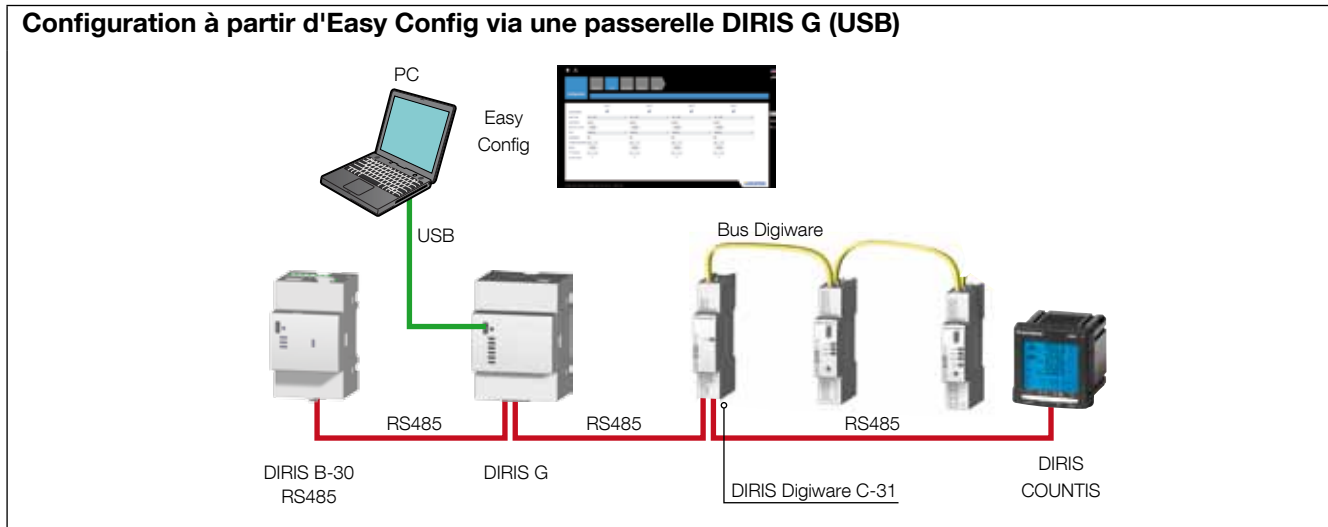 Configuration à partir d'Easy Config via une passerelle DIRIS G (USB)
PC
Easy
Config
USB
Bus Digiware
RS485
RS485
RS485
DIRIS B-30
RS485
DIRIS G
DIRIS Digiware C-31
DIRIS
COUNTIS